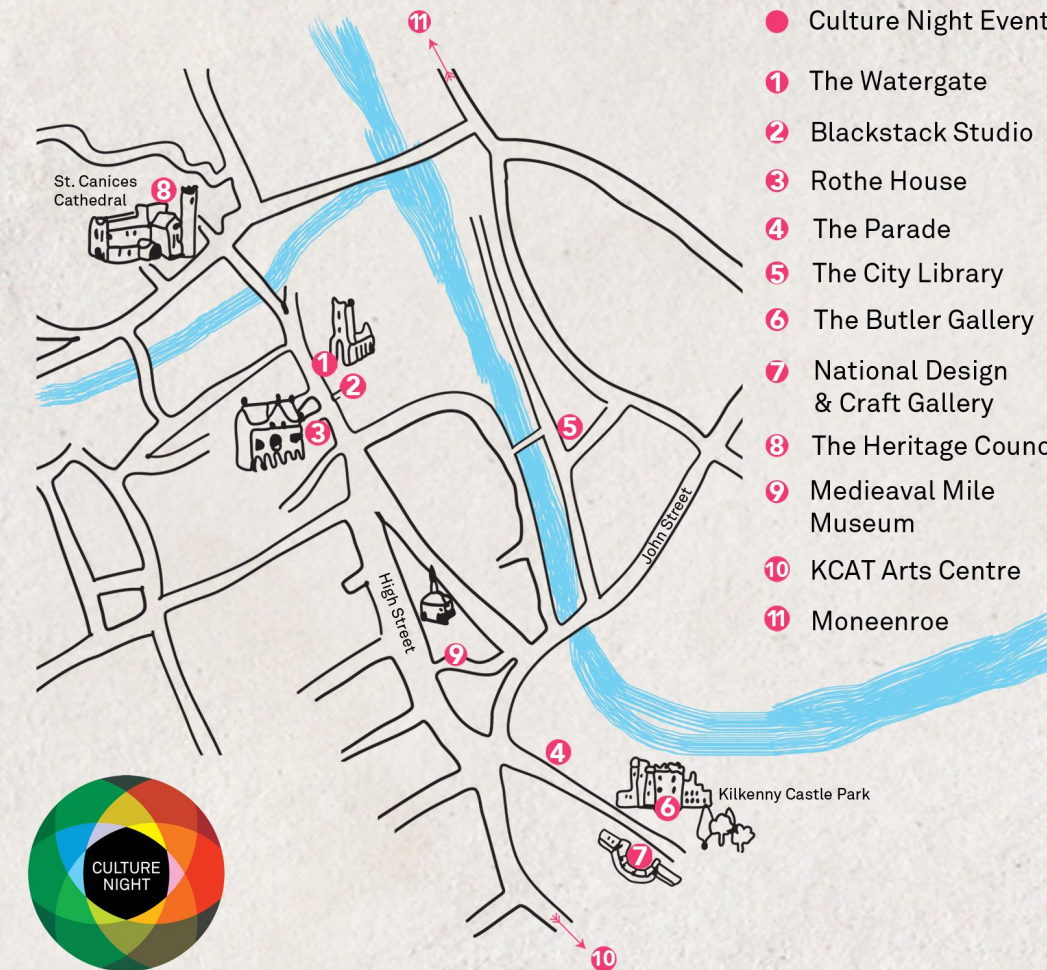 11
Culture Night Event
1 The Watergate
2 Blackstack Studio
3 Rothe House
4 The Parade
5 The City Library
6 The Butler Gallery
7 National Design
& Craft Gallery
8 The Heritage Counc
9 Medieaval Mile
Museum
10 KCAT Arts Centre
11 Moneenroe
St. Canices
Cathedral
8
1
2
3
5
John Street
High Street
9
4
6
Kilkenny Castle Park
7
10
CULTURE
NIGHT